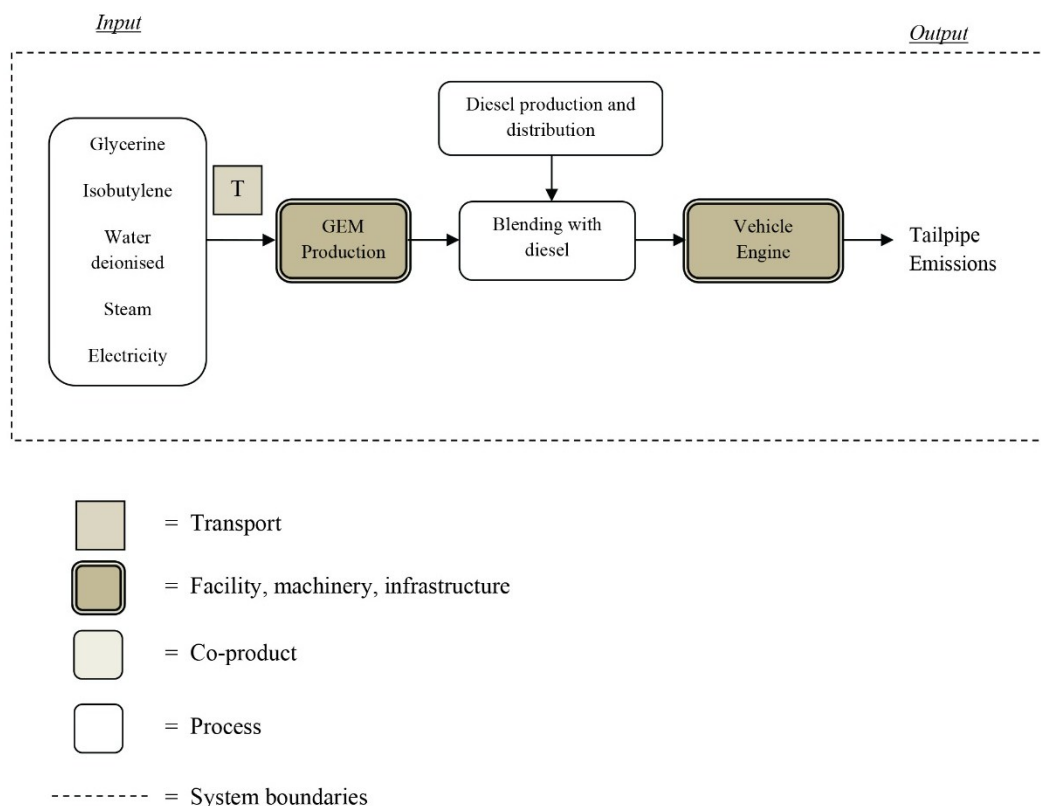 Input
Output
Diesel production and
distribution
Glycerine
Isobutylene
Water
deionised
Steam
Electricity
T
GEM
Production
Blending with
diesel
Vehicle
Engine
Tailpipe
Emissions
= Transport
= Facility, machinery, infrastructure
= Co-product
= Process
= System boundaries